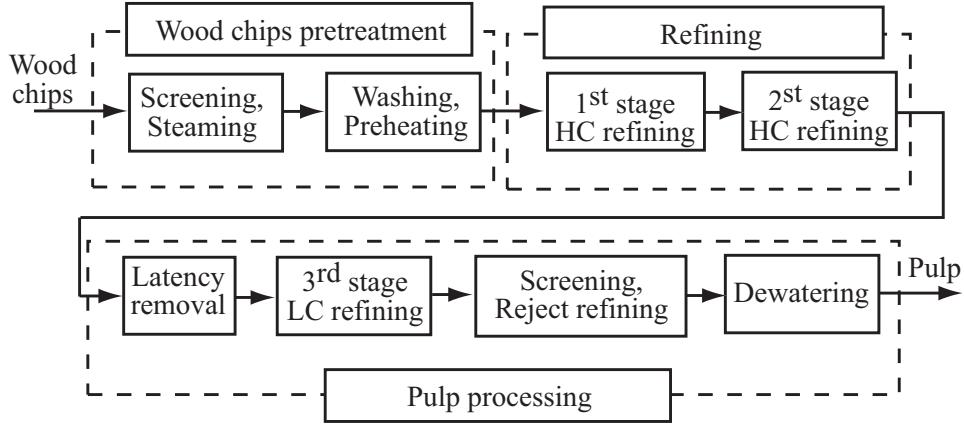 Wood chips pretreatment
Refining
Wood
chips
Screening,
Steaming
Washing,
Preheating
1st stage
HC refining
2st stage
HC refining
Latency
removal
3rd stage
LC refining
Screening,
Reject refining
Dewatering
Pulp
Pulp processing